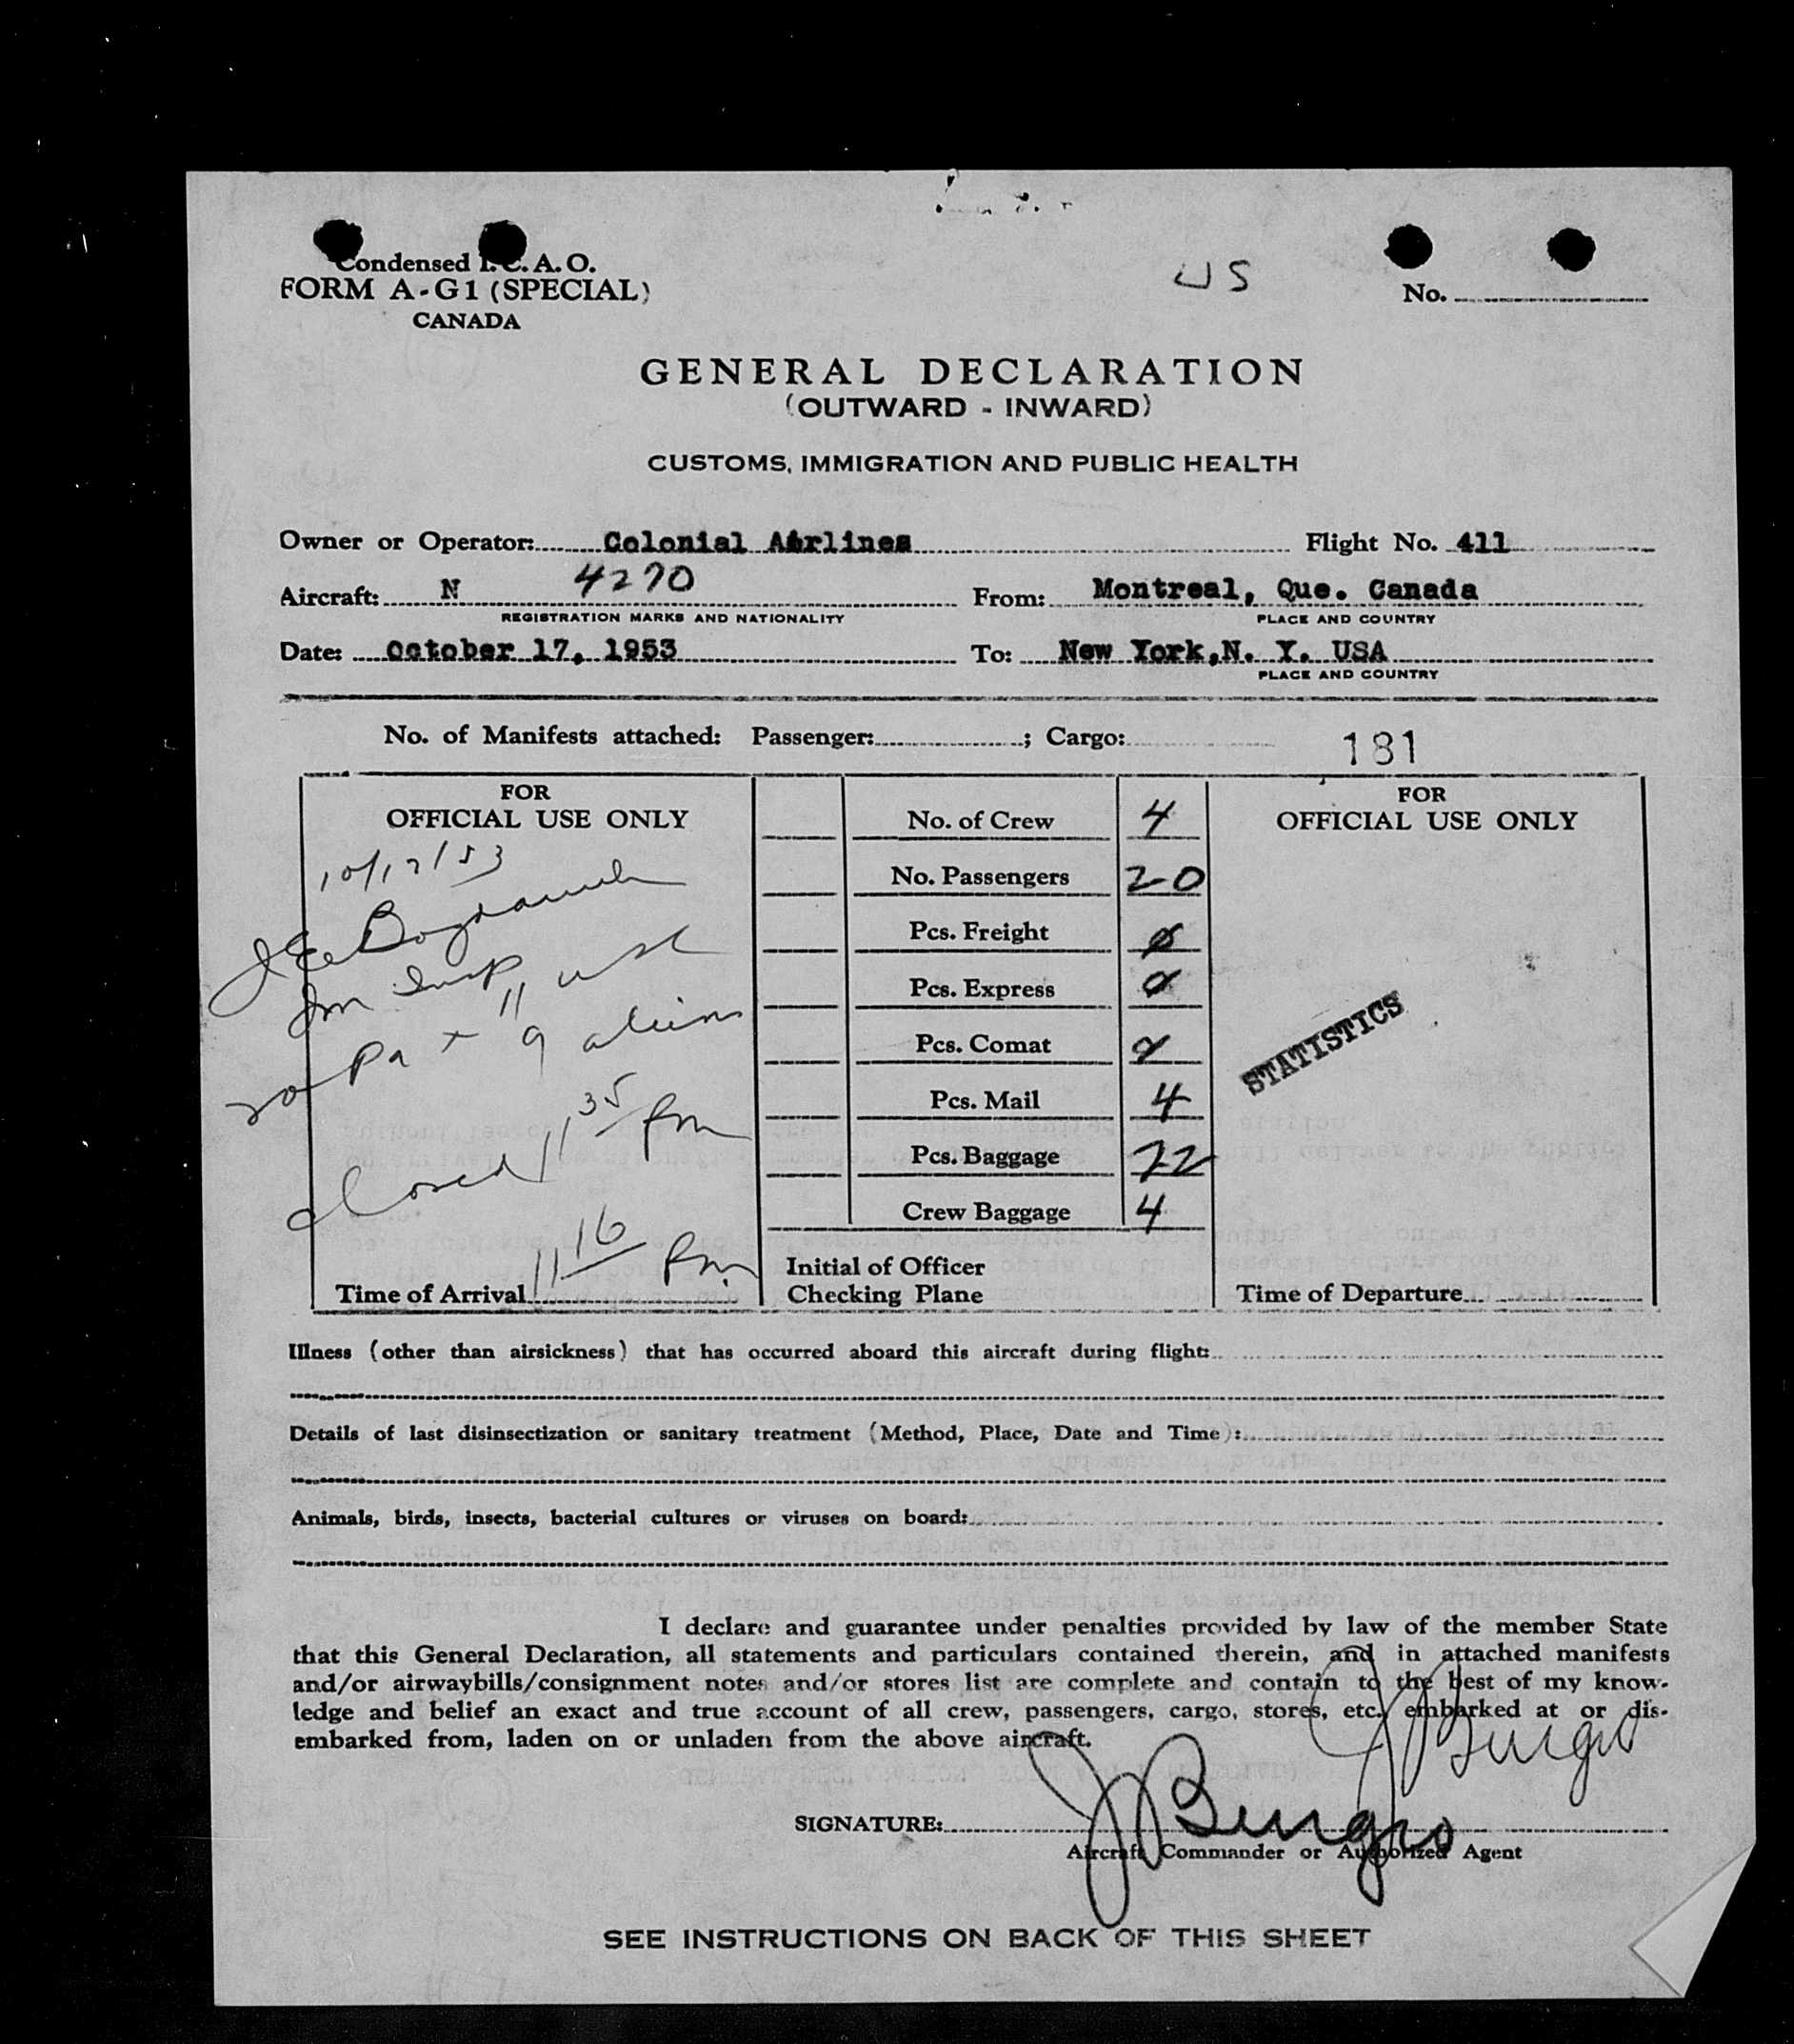 Condensed I.C.A.O.
FORM A-G1 (SPECIAL)
CANADA
US
No.
GENERAL DECLARATION
(OUTWARD - INWARD)
CUSTOMS, IMMIGRATION AND PUBLIC HEALTH
Owner or Operator: Colonial Airlines Flight No. 411
Aircraft: N 4270 From: Montreal, Que. Canada
REGISTRATION MARKS AND NATIONALITY PLACE AND COUNTRY
Date: October 17, 1953 To: New York,N. Y. USA
PLACE AND COUNTRY
No. of Manifests attached: Passenger: ; Cargo: 181
FOR
OFFICIAL USE ONLY
10/17/53
Im Insp
11 usc
20 Pax 9 aliens
closed 11 35 Pm
Time of Arrival 11 16 Pm.
No. of Crew 4
No. Passengers 20
Pcs. Freight 0
Pcs. Express 0
Pcs. Comat 0
Pcs. Mail 4
Pcs. Baggage 22
Crew Baggage 4
Initial of Officer
Checking Plane
FOR
OFFICIAL USE ONLY
STATISTICS
Time of Departure
Illness (other than airsickness) that has occurred aboard this aircraft during flight:
Details of last disinsectization or sanitary treatment (Method, Place, Date and Time):
Animals, birds, insects, bacterial cultures or viruses on board:
I declare and guarantee under penalties provided by law of the member State
that this General Declaration, all statements and particulars contained therein, and in attached manifests
and/or airwaybills/consignment notes and/or stores list are complete and contain to the best of my know-
ledge and belief an exact and true account of all crew, passengers, cargo, stores, etc. embarked at or dis-
embarked from, laden on or unladen from the above aircraft.
SIGNATURE:
Aircraft Commander or Authorized Agent
SEE INSTRUCTIONS ON BACK OF THIS SHEET